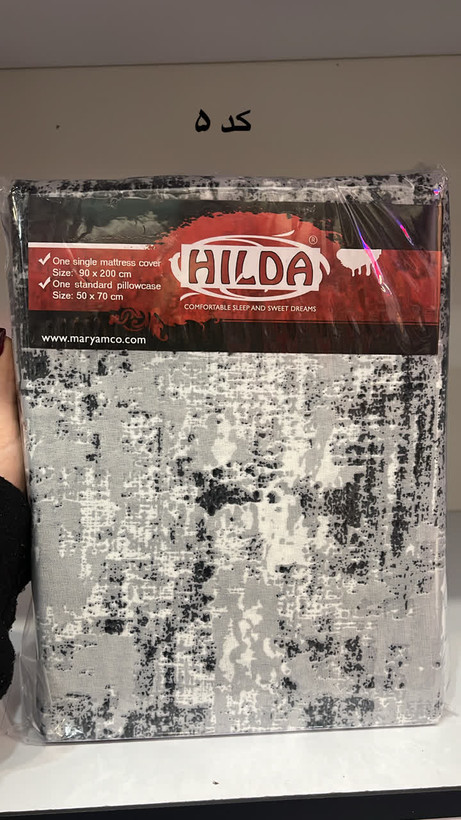 کد ۵
✓ One single mattress cover
Size: 90 x 200 cm
✓ One standard pillowcase
Size: 50 x 70 cm
HILDA®
COMFORTABLE SLEEP AND SWEET DREAMS
www.maryamco.com